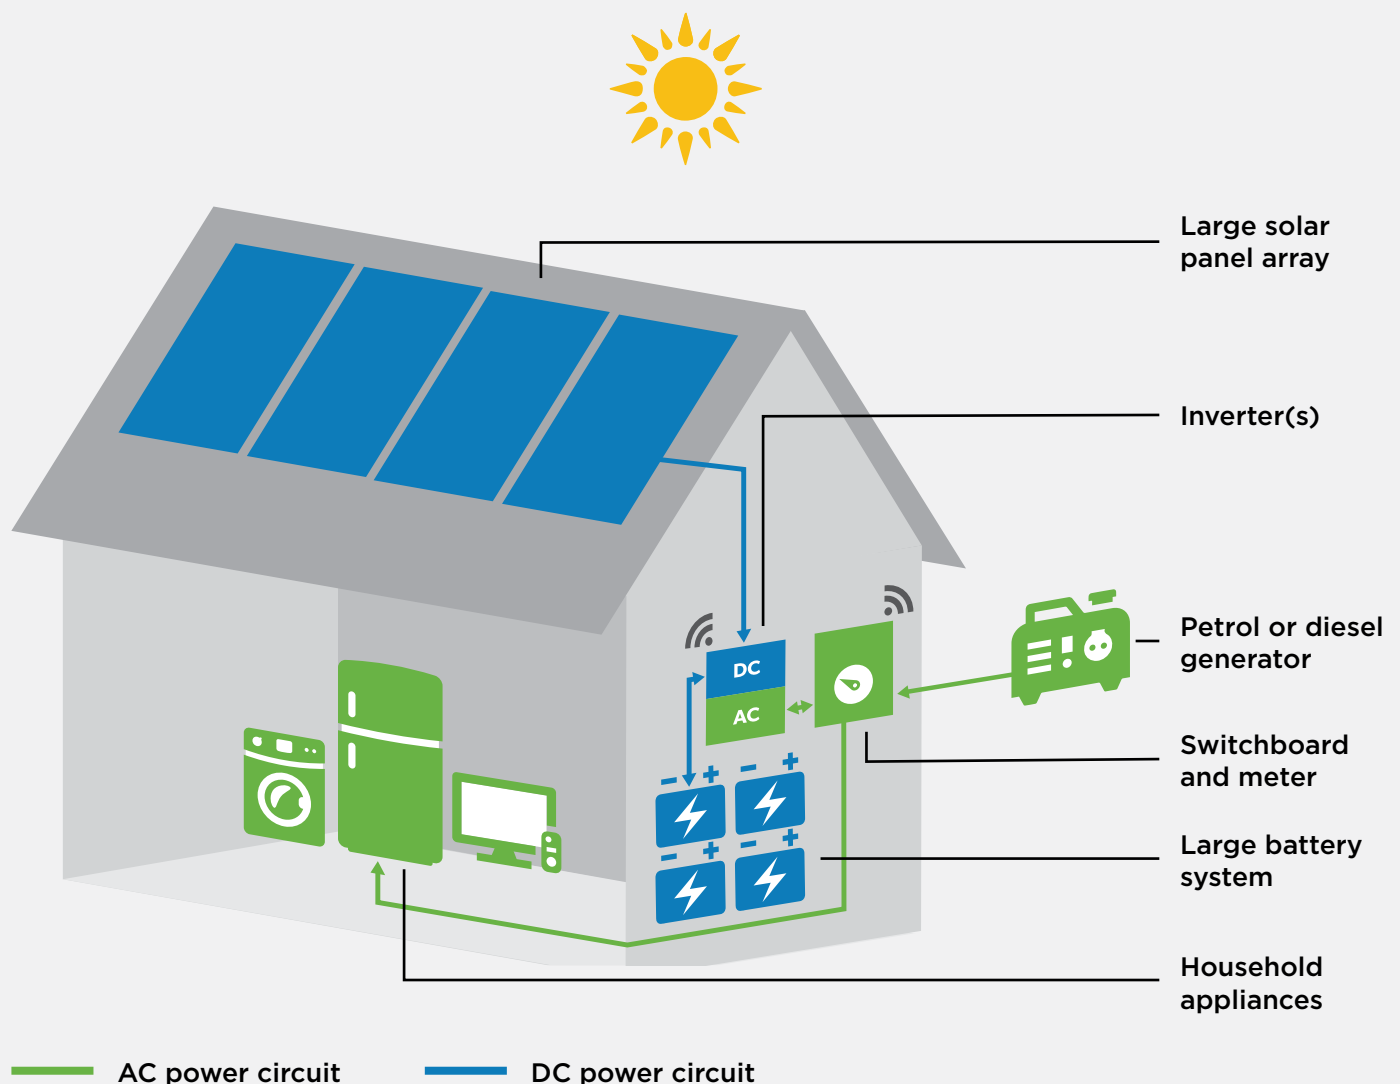 Large solar
panel array
Inverter(s)
DC
AC
Petrol or diesel
generator
Switchboard
and meter
Large battery
system
Household
appliances
AC power circuit
DC power circuit